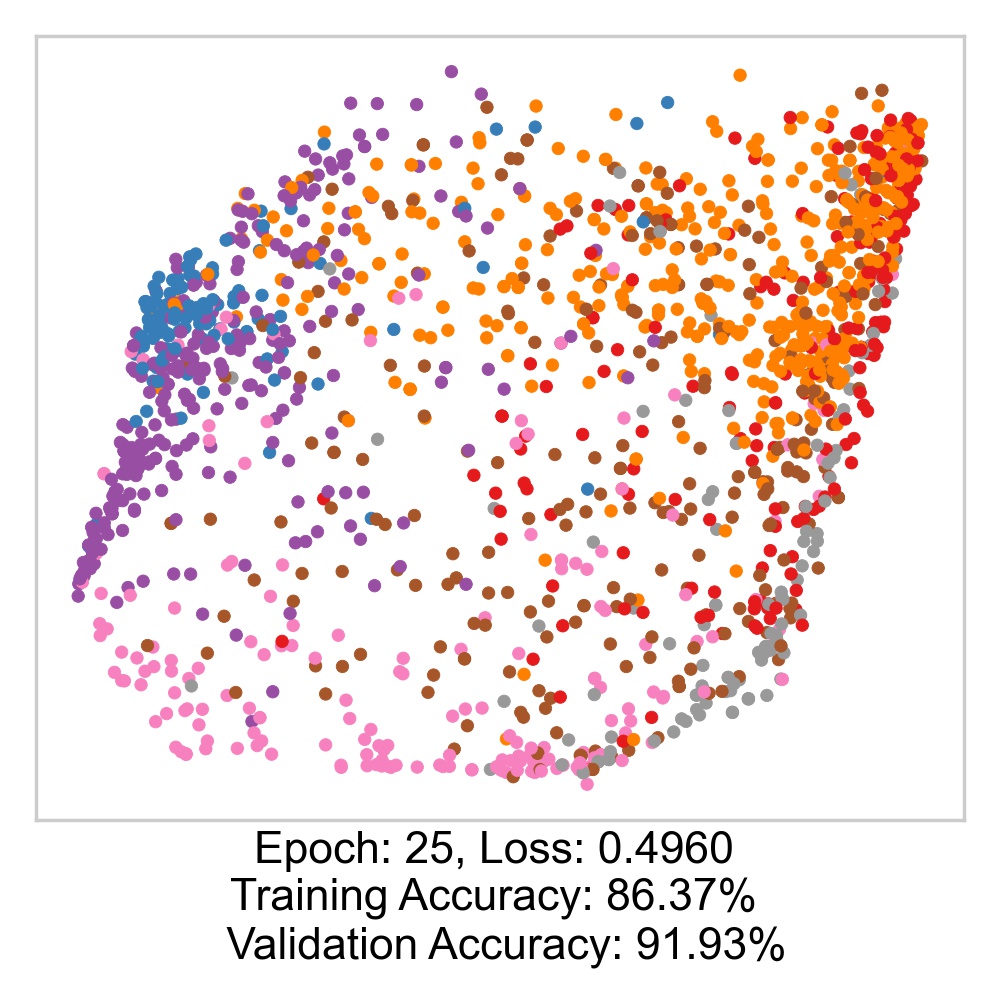 Epoch: 25, Loss: 0.4960
Training Accuracy: 86.37%
Validation Accuracy: 91.93%